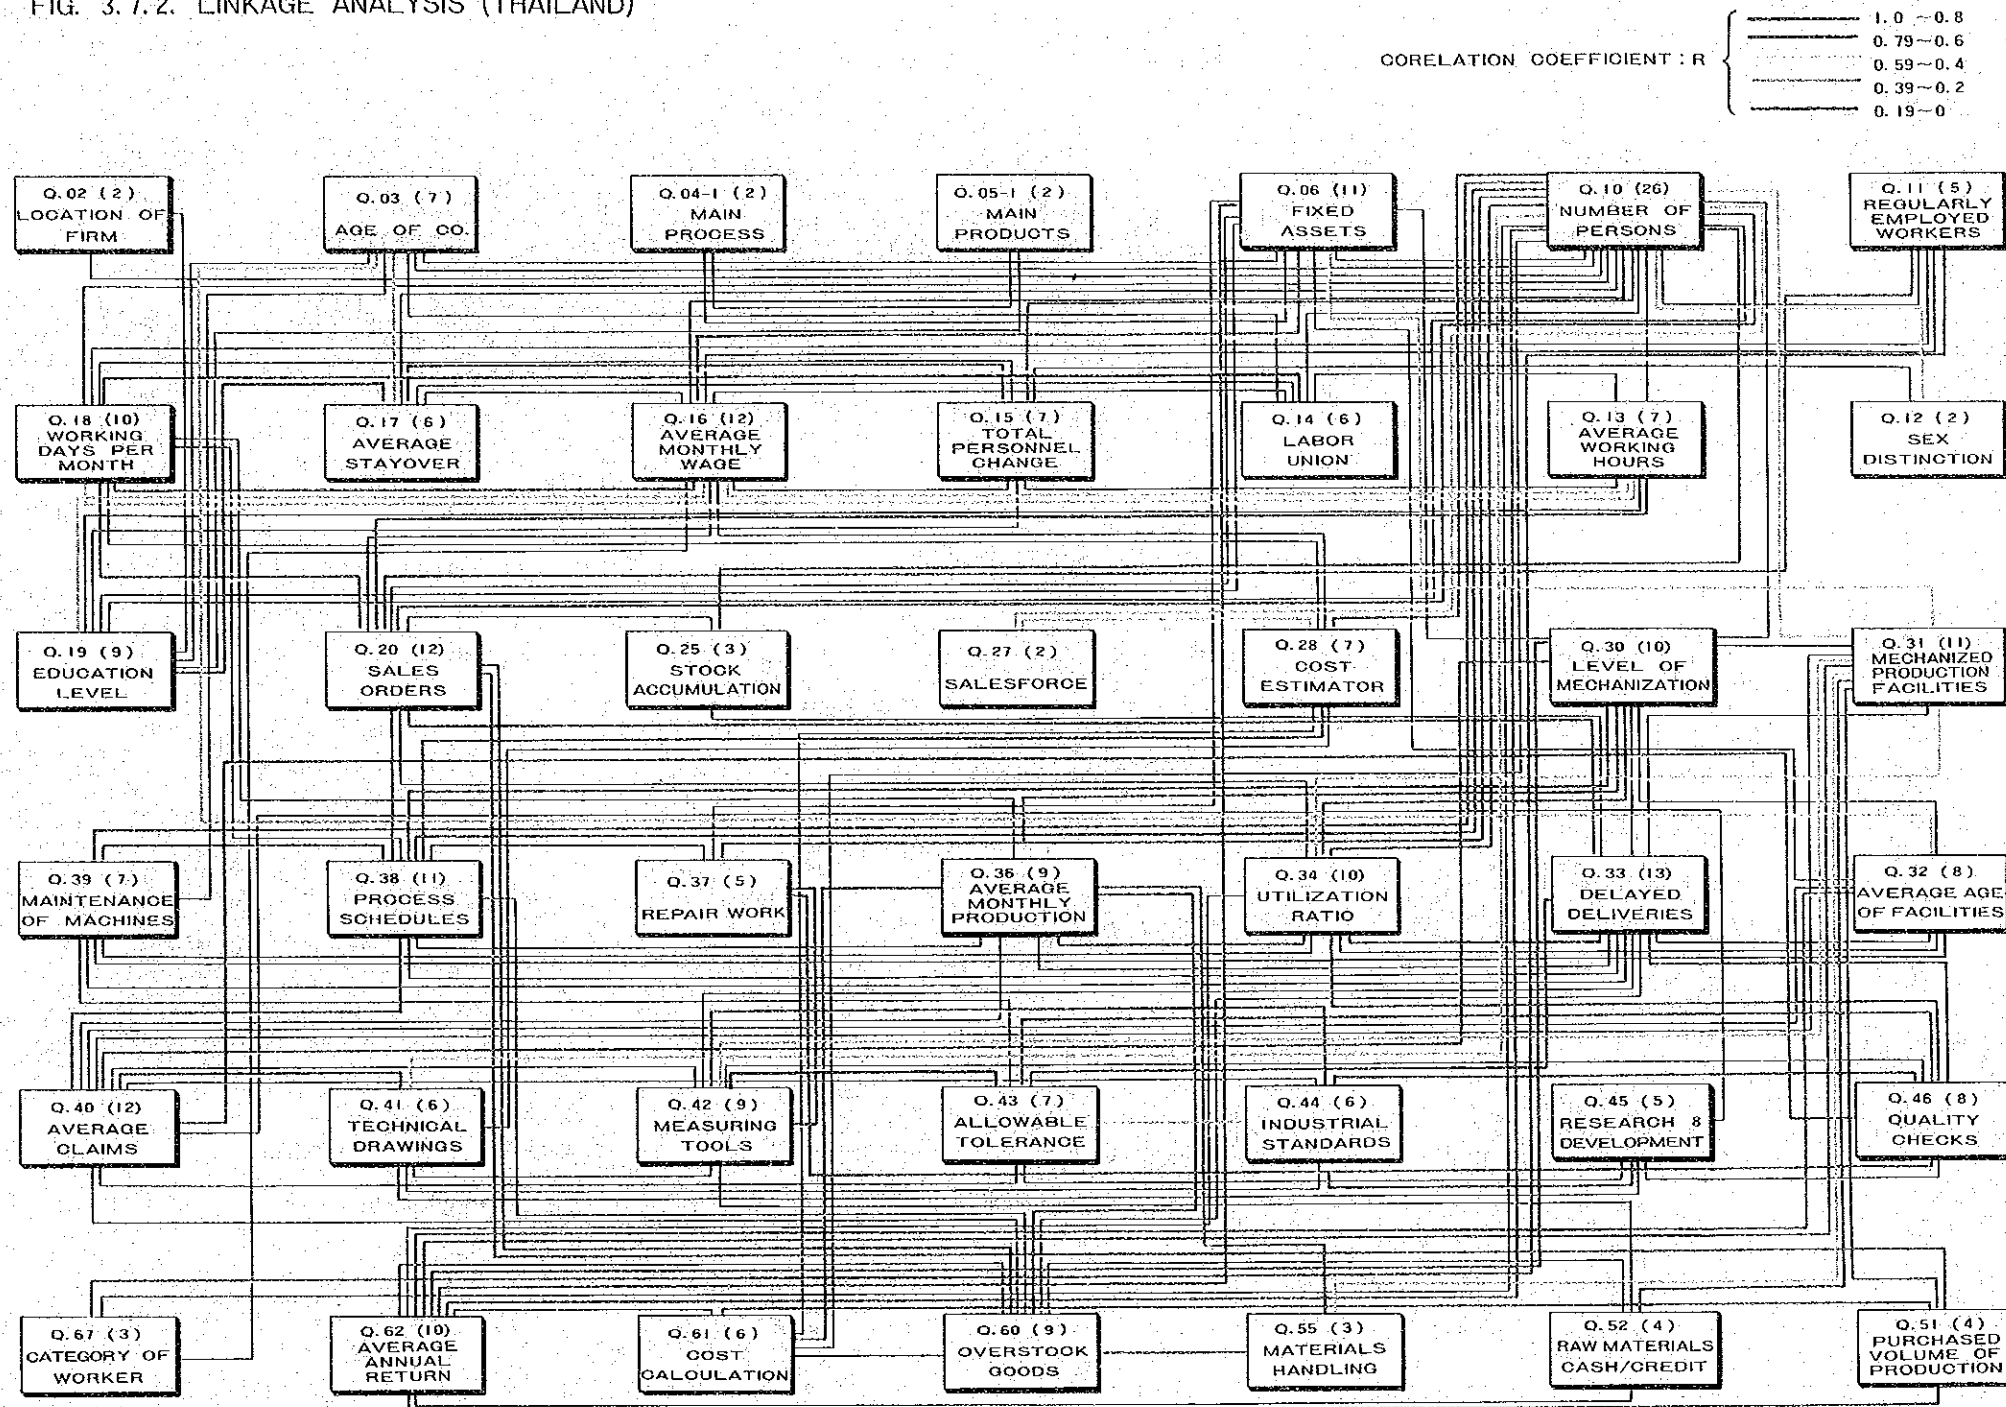 FIG. 3.7.2. LINKAGE ANALYSIS (THAILAND)
CORELATION COEFFICIENT : R
1.0 ~0.8
0.79~0.6
0.59~0.4
0.39~0.2
0.19~0
Q.02 (2)
LOCATION OF
FIRM
Q.03 (7)
AGE OF CO.
Q.04-1 (2)
MAIN
PROCESS
Q.05-1 (2)
MAIN
PRODUCTS
Q.06 (11)
FIXED
ASSETS
Q.10 (26)
NUMBER OF
PERSONS
Q.11 (5)
REGULARLY
EMPLOYED
WORKERS
Q.18 (10)
WORKING
DAYS PER
MONTH
Q.17 (6)
AVERAGE
STAYOVER
Q.16 (12)
AVERAGE
MONTHLY
WAGE
Q.15 (7)
TOTAL
PERSONNEL
CHANGE
Q.14 (6)
LABOR
UNION
Q.13 (7)
AVERAGE
WORKING
HOURS
Q.12 (2)
SEX
DISTINCTION
Q.19 (9)
EDUCATION
LEVEL
Q.20 (12)
SALES
ORDERS
Q.25 (3)
STOCK
ACCUMULATION
Q.27 (2)
SALESFORCE
Q.28 (7)
COST
ESTIMATOR
Q.30 (10)
LEVEL OF
MECHANIZATION
Q.31 (11)
MECHANIZED
PRODUCTION
FACILITIES
Q.39 (7)
MAINTENANCE
OF MACHINES
Q.38 (11)
PROCESS
SCHEDULES
Q.37 (5)
REPAIR WORK
Q.36 (9)
AVERAGE
MONTHLY
PRODUCTION
Q.34 (10)
UTILIZATION
RATIO
Q.33 (13)
DELAYED
DELIVERIES
Q.32 (8)
AVERAGE AGE
OF FACILITIES
Q.40 (12)
AVERAGE
CLAIMS
Q.41 (6)
TECHNICAL
DRAWINGS
Q.42 (9)
MEASURING
TOOLS
Q.43 (7)
ALLOWABLE
TOLERANCE
Q.44 (6)
INDUSTRIAL
STANDARDS
Q.45 (5)
RESEARCH 8
DEVELOPMENT
Q.46 (8)
QUALITY
CHECKS
Q.67 (3)
CATEGORY OF
WORKER
Q.62 (10)
AVERAGE
ANNUAL
RETURN
Q.61 (6)
COST
CALCULATION
Q.60 (9)
OVERSTOCK
GOODS
Q.55 (3)
MATERIALS
HANDLING
Q.52 (4)
RAW MATERIALS
CASH/CREDIT
Q.51 (4)
PURCHASED
VOLUME OF
PRODUCTION